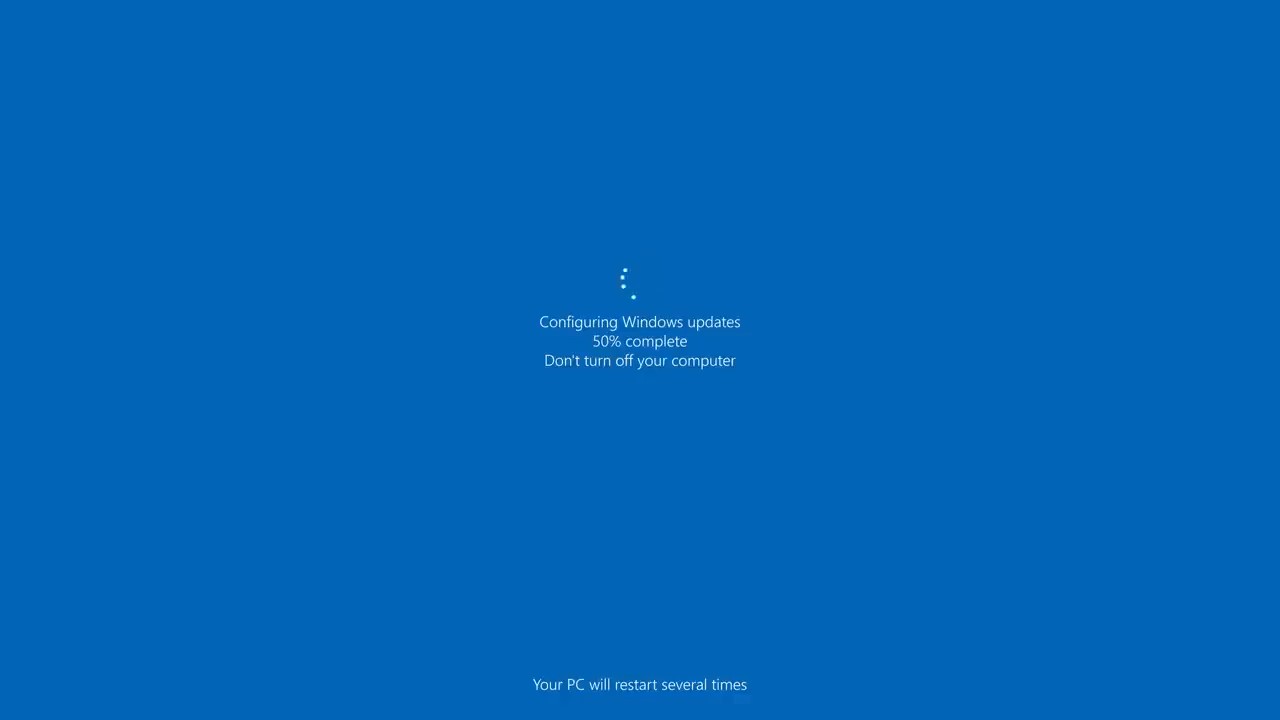 Configuring Windows updates
50% complete
Don't turn off your computer
Your PC will restart several times